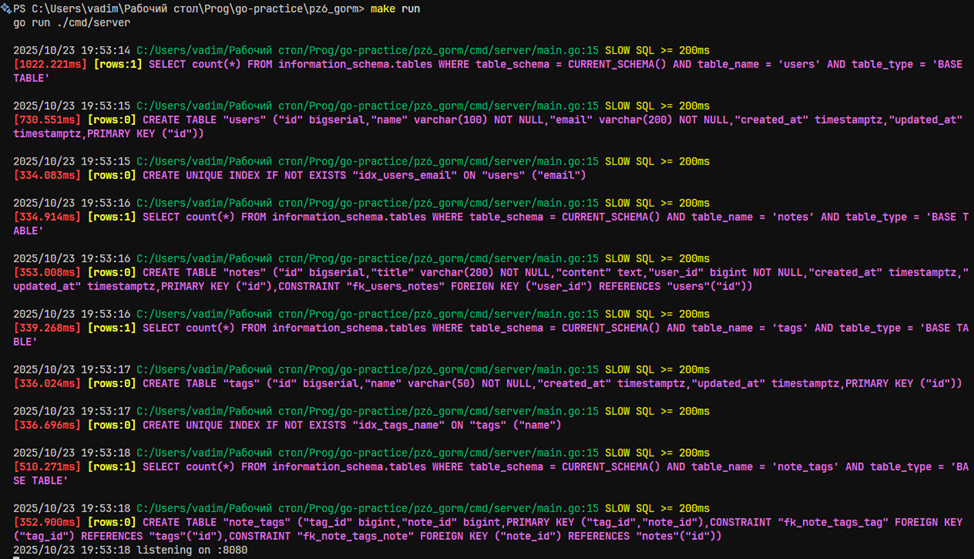 PS C:\Users\vadim\Рабочий стол\Prog\go-practice\pz6_gorm> make run
go run ./cmd/server
2025/10/23 19:53:14 C:/Users/vadim/Рабочий стол/Prog/go-practice/pz6_gorm/cmd/server/main.go:15 SLOW SQL >= 200ms
[1022.221ms] [rows:1] SELECT count(*) FROM information_schema.tables WHERE table_schema = CURRENT_SCHEMA() AND table_name = 'users' AND table_type = 'BASE
TABLE'
2025/10/23 19:53:15 C:/Users/vadim/Рабочий стол/Prog/go-practice/pz6_gorm/cmd/server/main.go:15 SLOW SQL >= 200ms
[730.551ms] [rows:0] CREATE TABLE "users" ("id" bigserial,"name" varchar(100) NOT NULL,"email" varchar(200) NOT NULL,"created_at" timestamptz,"updated_at"
timestamptz,PRIMARY KEY ("id"))
2025/10/23 19:53:15 C:/Users/vadim/Рабочий стол/Prog/go-practice/pz6_gorm/cmd/server/main.go:15 SLOW SQL >= 200ms
[334.083ms] [rows:0] CREATE UNIQUE INDEX IF NOT EXISTS "idx_users_email" ON "users" ("email")
2025/10/23 19:53:16 C:/Users/vadim/Рабочий стол/Prog/go-practice/pz6_gorm/cmd/server/main.go:15 SLOW SQL >= 200ms
[334.914ms] [rows:1] SELECT count(*) FROM information_schema.tables WHERE table_schema = CURRENT_SCHEMA() AND table_name = 'notes' AND table_type = 'BASE T
ABLE'
2025/10/23 19:53:16 C:/Users/vadim/Рабочий стол/Prog/go-practice/pz6_gorm/cmd/server/main.go:15 SLOW SQL >= 200ms
[353.008ms] [rows:0] CREATE TABLE "notes" ("id" bigserial,"title" varchar(200) NOT NULL,"content" text,"user_id" bigint NOT NULL,"created_at" timestamptz,"
updated_at" timestamptz,PRIMARY KEY ("id"),CONSTRAINT "fk_users_notes" FOREIGN KEY ("user_id") REFERENCES "users"("id"))
2025/10/23 19:53:16 C:/Users/vadim/Рабочий стол/Prog/go-practice/pz6_gorm/cmd/server/main.go:15 SLOW SQL >= 200ms
[339.268ms] [rows:1] SELECT count(*) FROM information_schema.tables WHERE table_schema = CURRENT_SCHEMA() AND table_name = 'tags' AND table_type = 'BASE TA
BLE'
2025/10/23 19:53:17 C:/Users/vadim/Рабочий стол/Prog/go-practice/pz6_gorm/cmd/server/main.go:15 SLOW SQL >= 200ms
[336.024ms] [rows:0] CREATE TABLE "tags" ("id" bigserial,"name" varchar(50) NOT NULL,"created_at" timestamptz,"updated_at" timestamptz,PRIMARY KEY ("id"))
2025/10/23 19:53:17 C:/Users/vadim/Рабочий стол/Prog/go-practice/pz6_gorm/cmd/server/main.go:15 SLOW SQL >= 200ms
[336.696ms] [rows:0] CREATE UNIQUE INDEX IF NOT EXISTS "idx_tags_name" ON "tags" ("name")
2025/10/23 19:53:18 C:/Users/vadim/Рабочий стол/Prog/go-practice/pz6_gorm/cmd/server/main.go:15 SLOW SQL >= 200ms
[510.271ms] [rows:1] SELECT count(*) FROM information_schema.tables WHERE table_schema = CURRENT_SCHEMA() AND table_name = 'note_tags' AND table_type = 'BA
SE TABLE'
2025/10/23 19:53:18 C:/Users/vadim/Рабочий стол/Prog/go-practice/pz6_gorm/cmd/server/main.go:15 SLOW SQL >= 200ms
[352.900ms] [rows:0] CREATE TABLE "note_tags" ("tag_id" bigint,"note_id" bigint,PRIMARY KEY ("tag_id","note_id"),CONSTRAINT "fk_note_tags_tag" FOREIGN KEY
("tag_id") REFERENCES "tags"("id"),CONSTRAINT "fk_note_tags_note" FOREIGN KEY ("note_id") REFERENCES "notes"("id"))
2025/10/23 19:53:18 listening on :8080